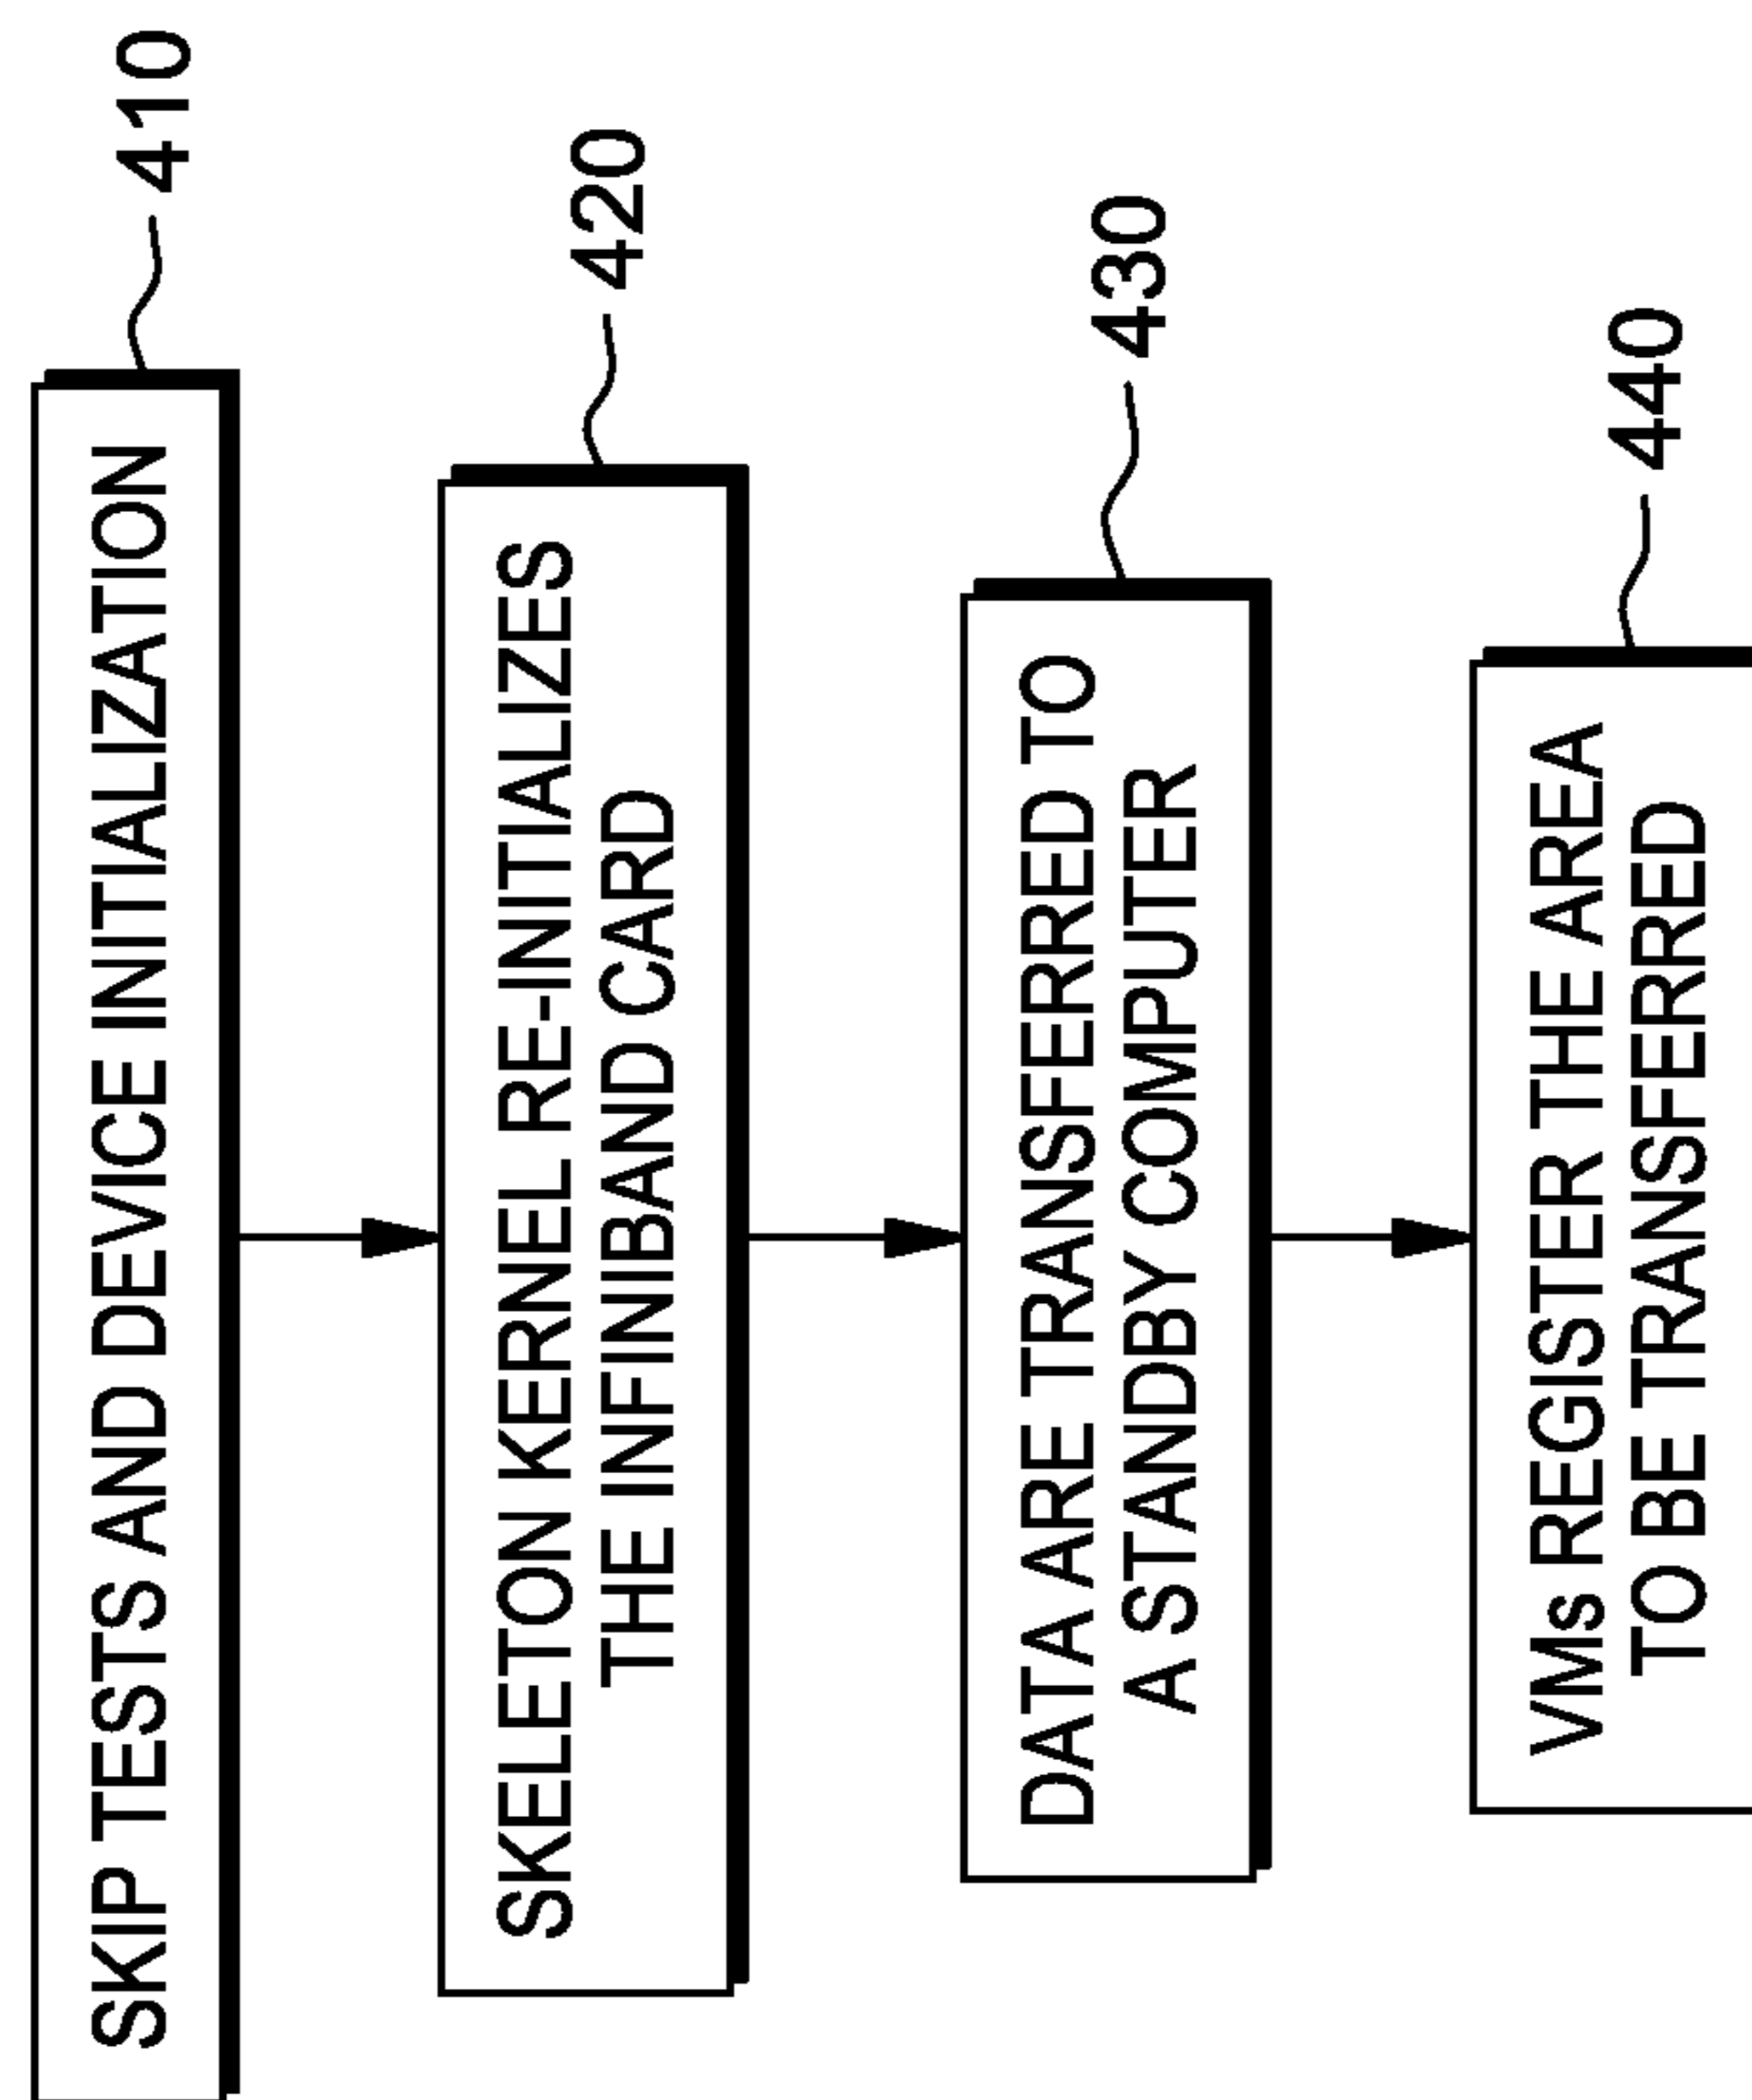 SKIP TESTS AND DEVICE INITIALIZATION
410
SKELETON KERNEL RE-INITIALIZES
THE INFINIBAND CARD
420
DATA ARE TRANSFERRED TO
A STANDBY COMPUTER
430
VMs REGISTER THE AREA
TO BE TRANSFERRED
440